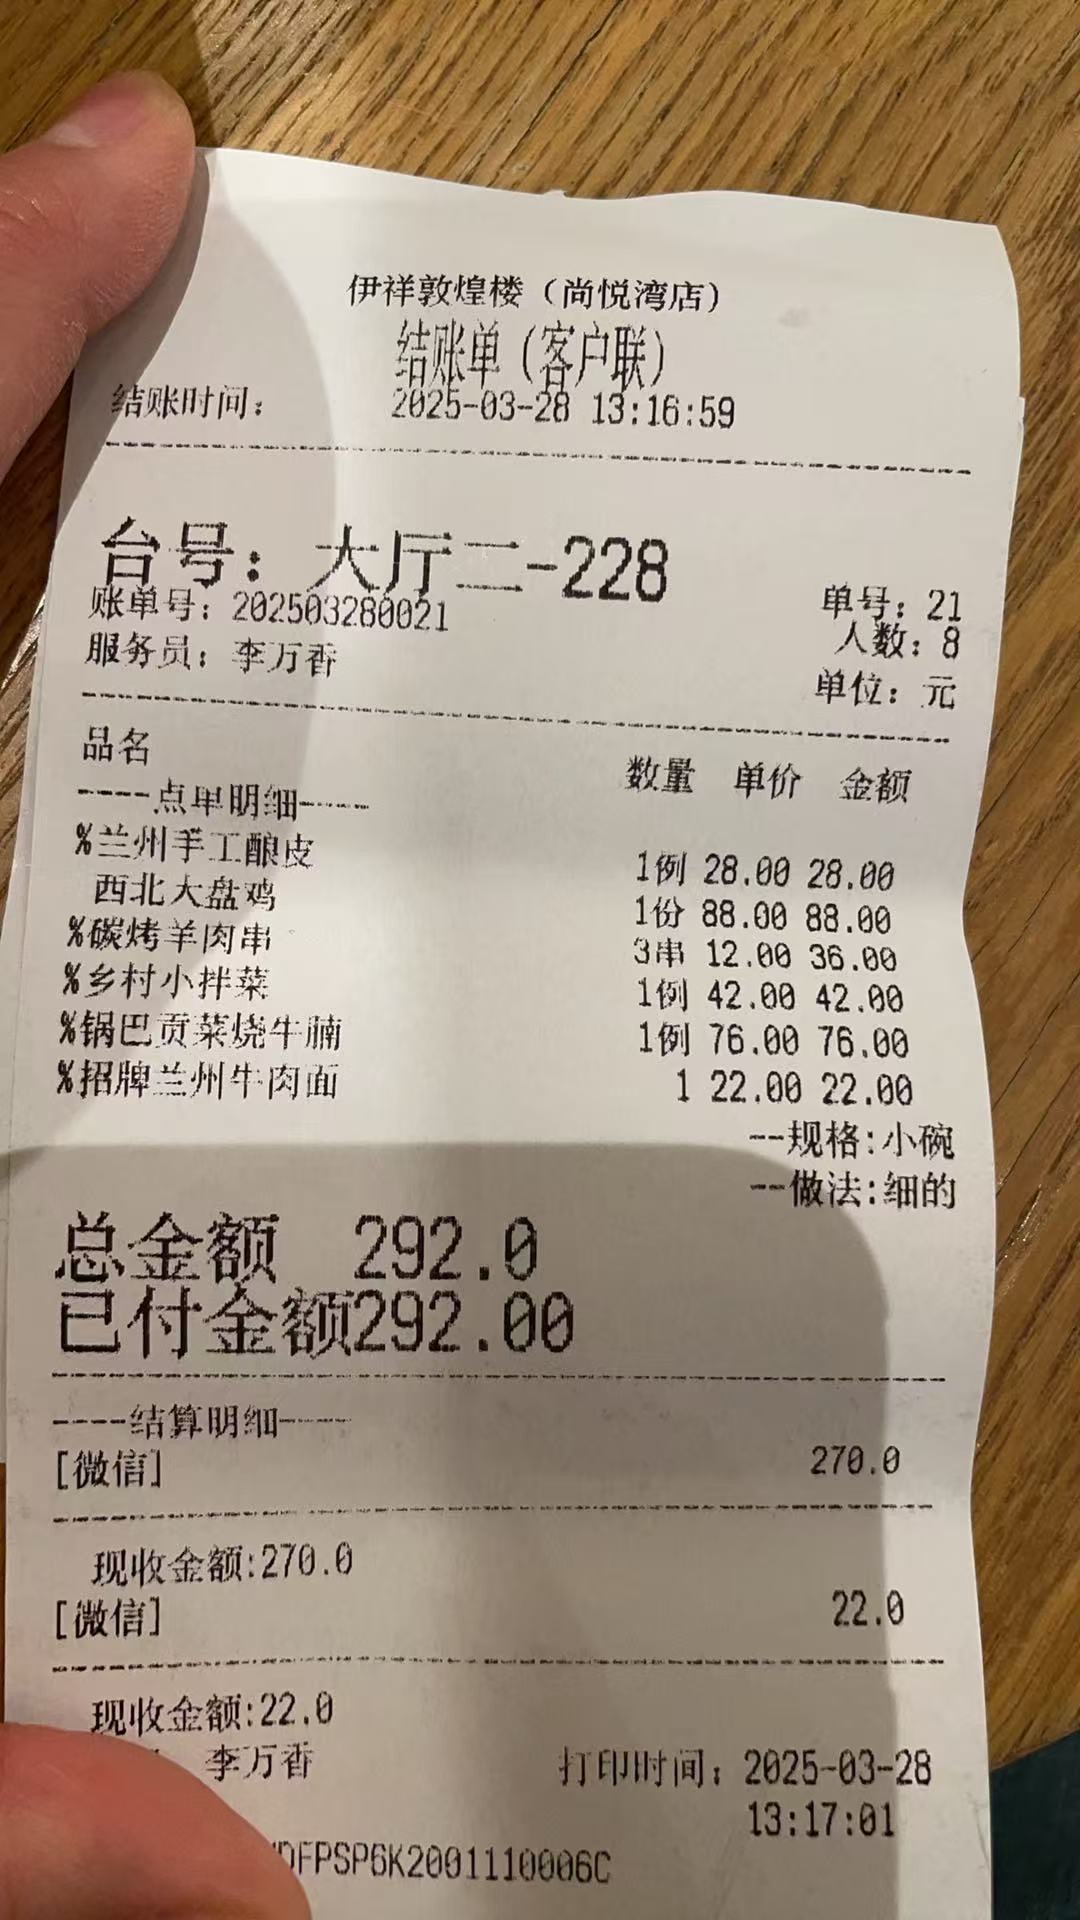 伊祥敦煌楼（尚悦湾店）
结账单（客户联）
结账时间： 2025-03-28 13:16:59
台号：大厅二-228
账单号：202503280021 单号：21
人数：8
服务员：李万香
单位：元
品名 数量 单价 金额
----点单明细----
%兰州手工酿皮 1例 28.00 28.00
西北大盘鸡 1份 88.00 88.00
%碳烤羊肉串 3串 12.00 36.00
%乡村小拌菜 1例 42.00 42.00
%锅巴贡菜烧牛腩 1例 76.00 76.00
%招牌兰州牛肉面 1 22.00 22.00
--规格:小碗
--做法:细的
总金额 292.0
已付金额292.00
----结算明细----
[微信] 270.0
现收金额:270.0
[微信] 22.0
现收金额:22.0
李万香 打印时间：2025-03-28
13:17:01
DFPSP6K2001110006C